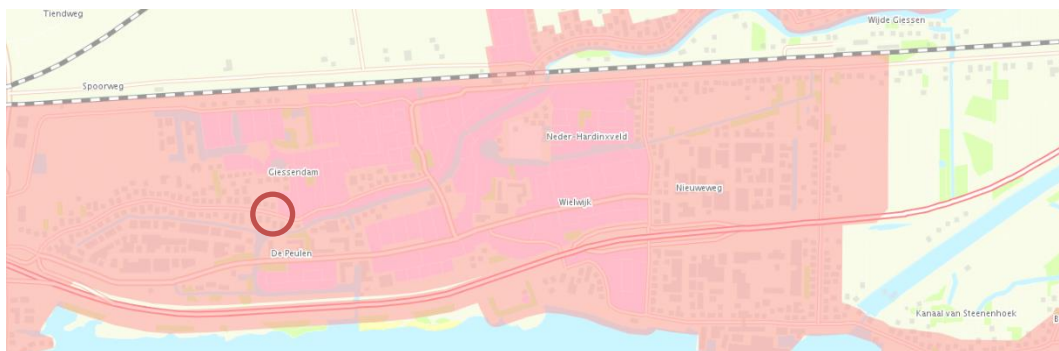 Tiendweg
Wijde Giessen
Spoorweg
Neder-Hardinxveld
Giessendam
Nieuweweg
Wielwijk
De Peulen
Kanaal van Steenenhoek